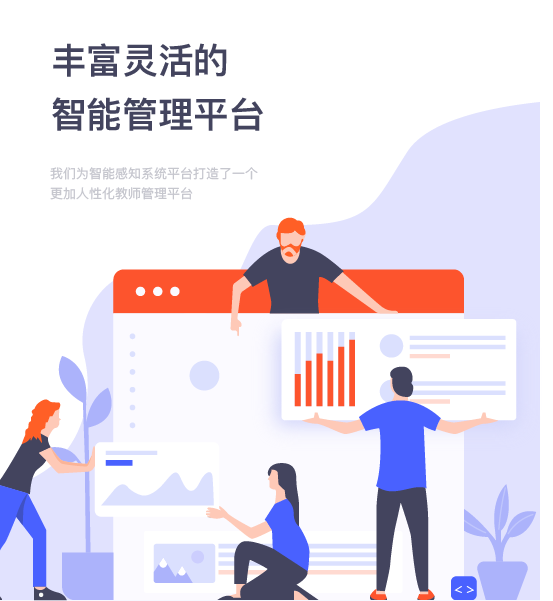 丰富灵活的
智能管理平台
我们为智能感知系统平台打造了一个
更加人性化教师管理平台
< >